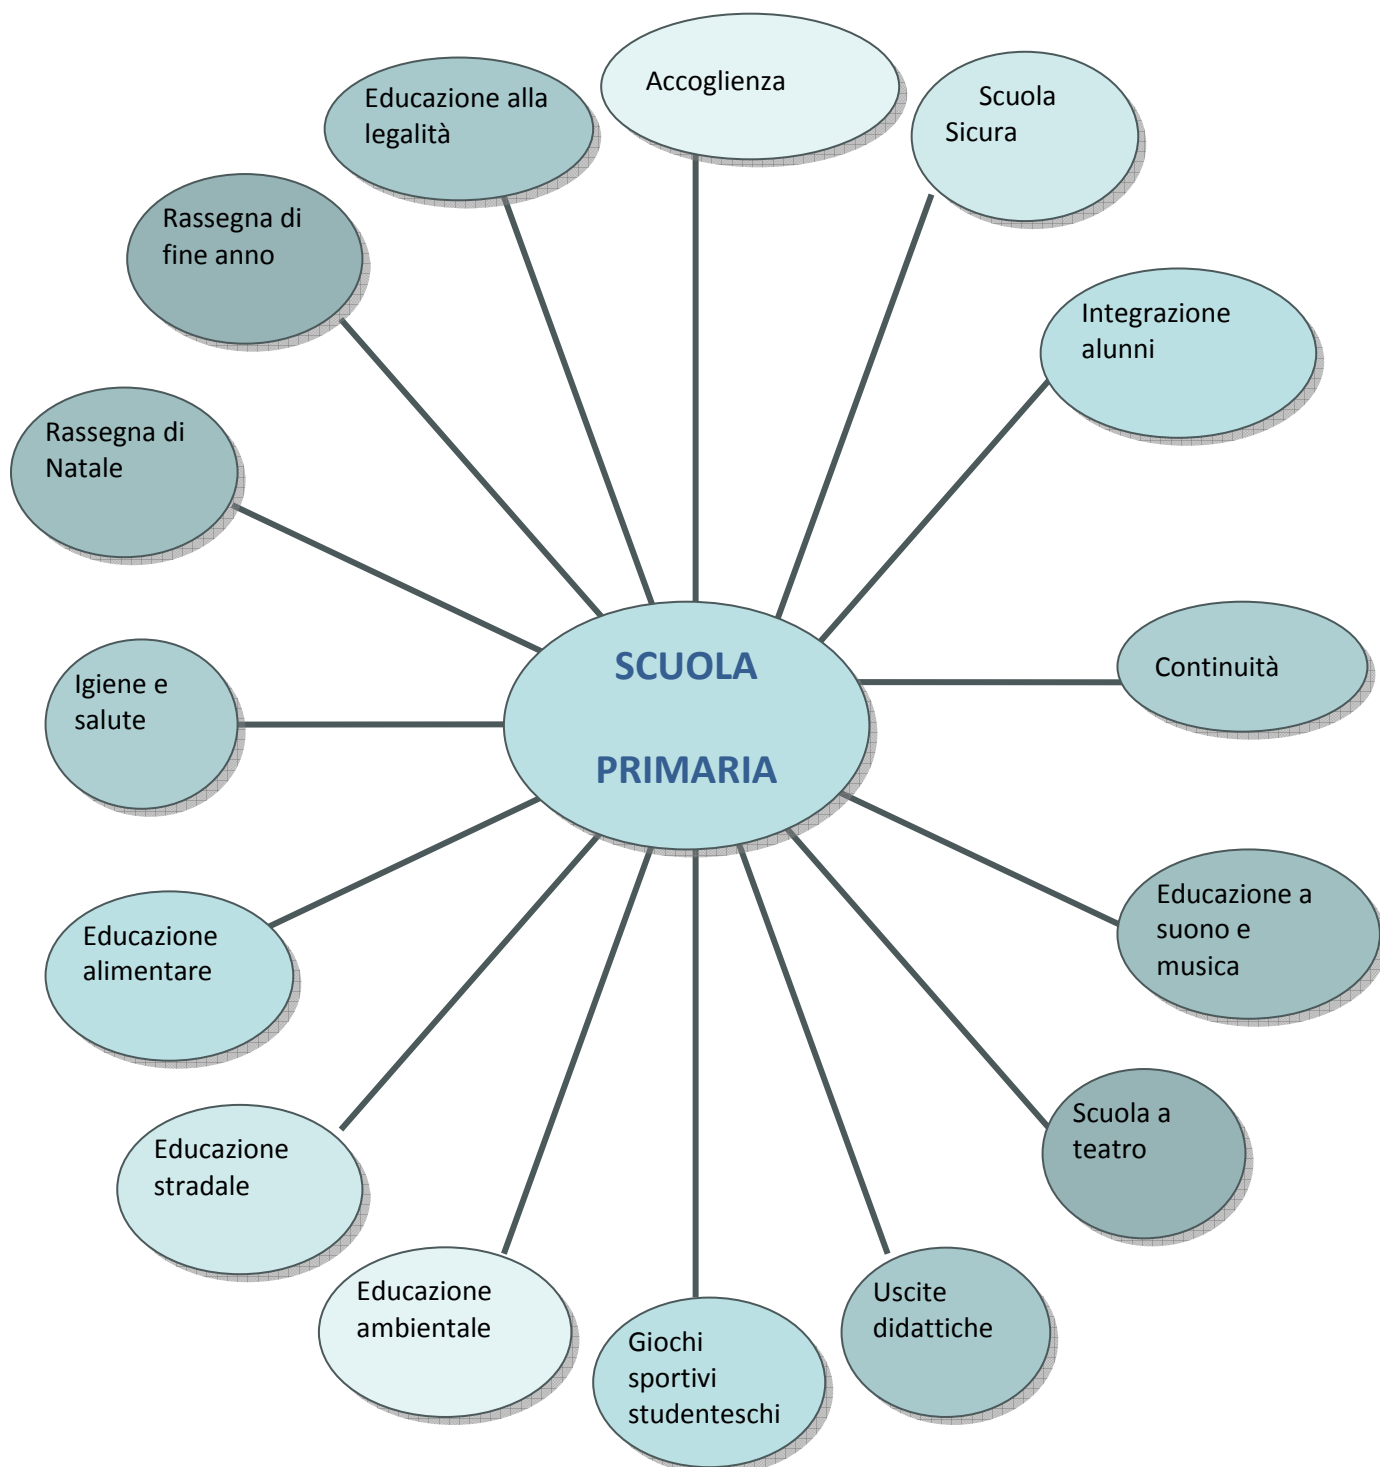 Accoglienza
Scuola
Sicura
Educazione alla
legalità
Rassegna di
fine anno
Integrazione
alunni
Rassegna di
Natale
SCUOLA
PRIMARIA
Continuità
Igiene e
salute
Educazione a
suono e
musica
Educazione
alimentare
Scuola a
teatro
Educazione
stradale
Educazione
ambientale
Uscite
didattiche
Giochi
sportivi
studenteschi